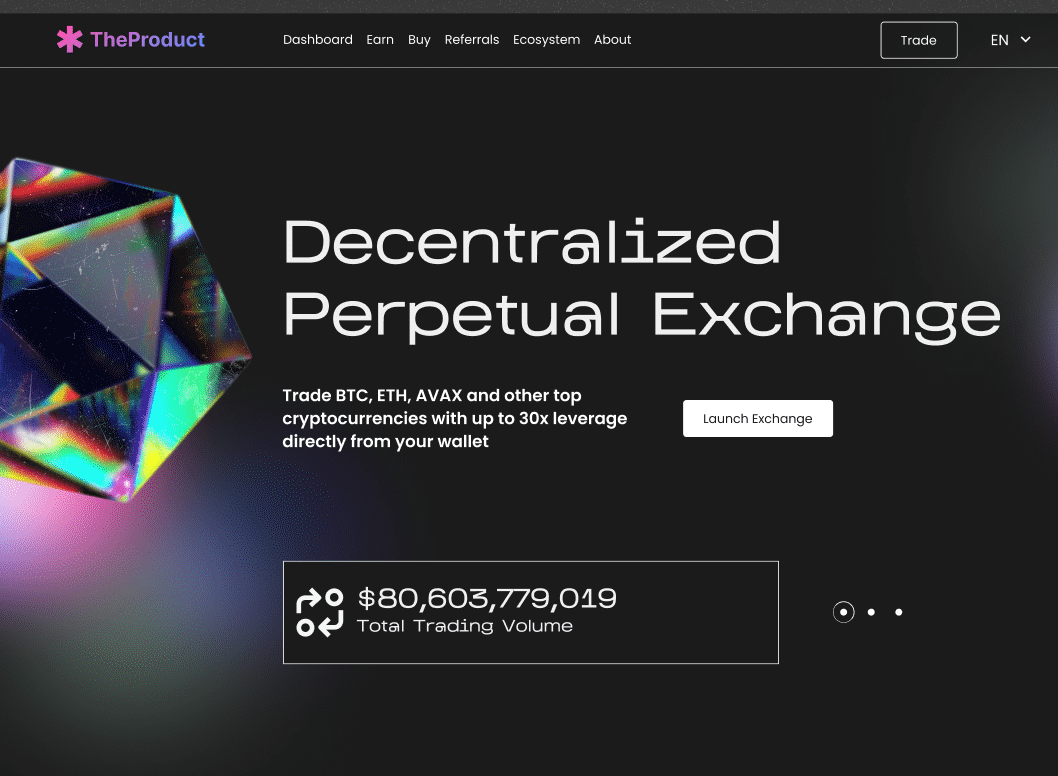 TheProduct
Dashboard Earn Buy Referrals Ecosystem About
Trade
EN
Decentralized
Perpetual Exchange
Trade BTC, ETH, AVAX and other top
cryptocurrencies with up to 30x leverage
directly from your wallet
Launch Exchange
$80,603,779,019
Total Trading Volume